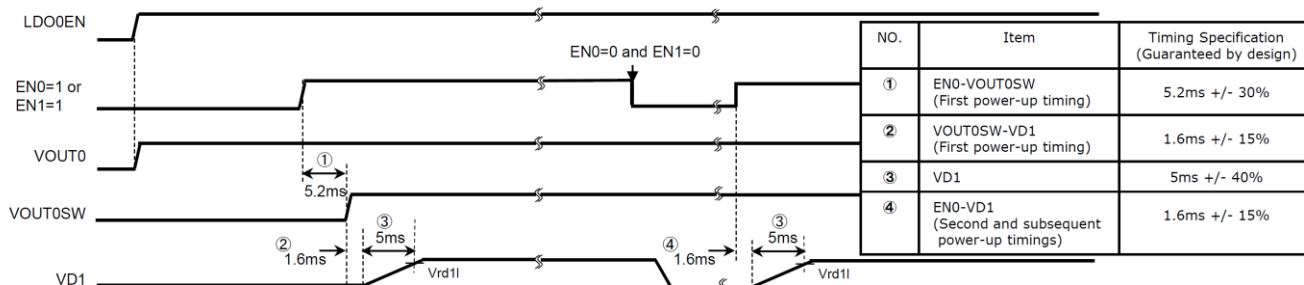 LDO0EN
EN0=1 or
EN1=1
EN0=0 and EN1=0
VOUT0
①
5.2ms
VOUT0SW
②
1.6ms
③
5ms
④
1.6ms
③
5ms
VD1
Vrd1l
Vrd1l
NO. Item Timing Specification
(Guaranteed by design)
① EN0-VOUT0SW
(First power-up timing) 5.2ms +/- 30%
② VOUT0SW-VD1
(First power-up timing) 1.6ms +/- 15%
③ VD1 5ms +/- 40%
④ EN0-VD1
(Second and subsequent
power-up timings) 1.6ms +/- 15%